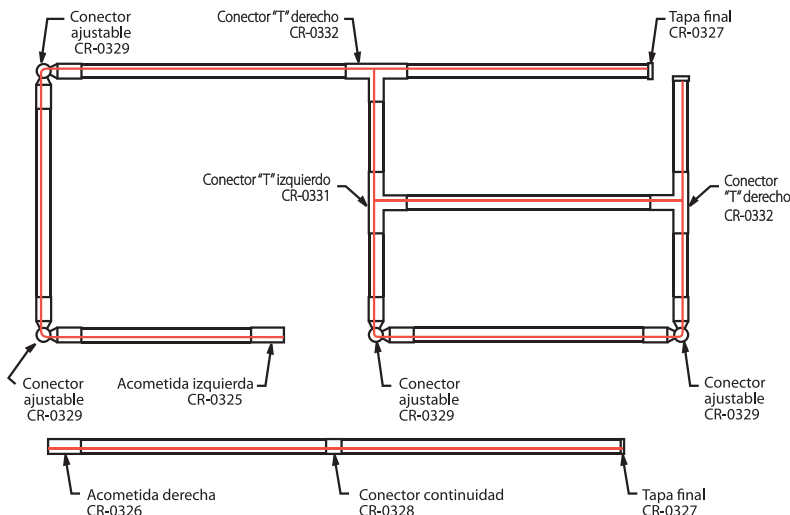 Conector
ajustable
CR-0329
Conector "T" derecho
CR-0332
Tapa final
CR-0327
Conector "T" izquierdo
CR-0331
Conector
"T" derecho
CR-0332
Conector
ajustable
CR-0329
Acometida izquierda
CR-0325
Conector
ajustable
CR-0329
Conector
ajustable
CR-0329
Acometida derecha
CR-0326
Conector continuidad
CR-0328
Tapa final
CR-0327